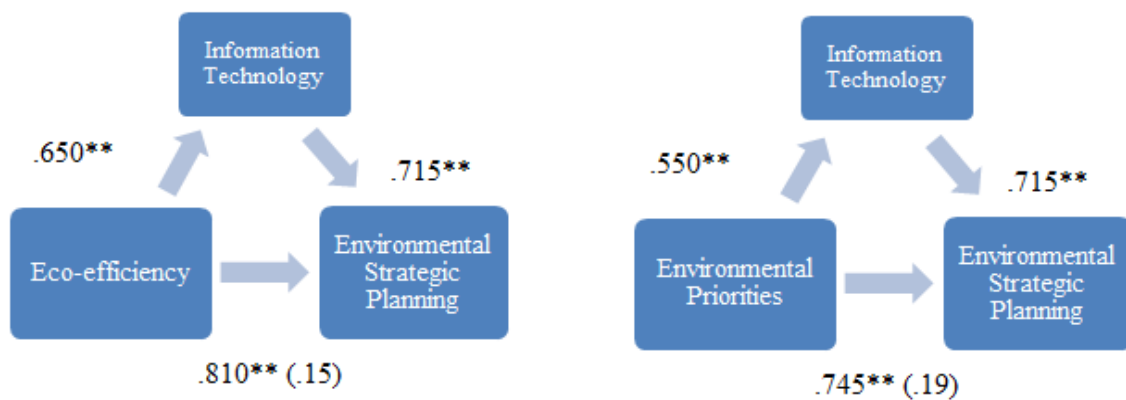 Information
Technology
.650**
.715**
Eco-efficiency
Environmental
Strategic
Planning
.810** (.15)
Information
Technology
.550**
.715**
Environmental
Priorities
Environmental
Strategic
Planning
.745** (.19)